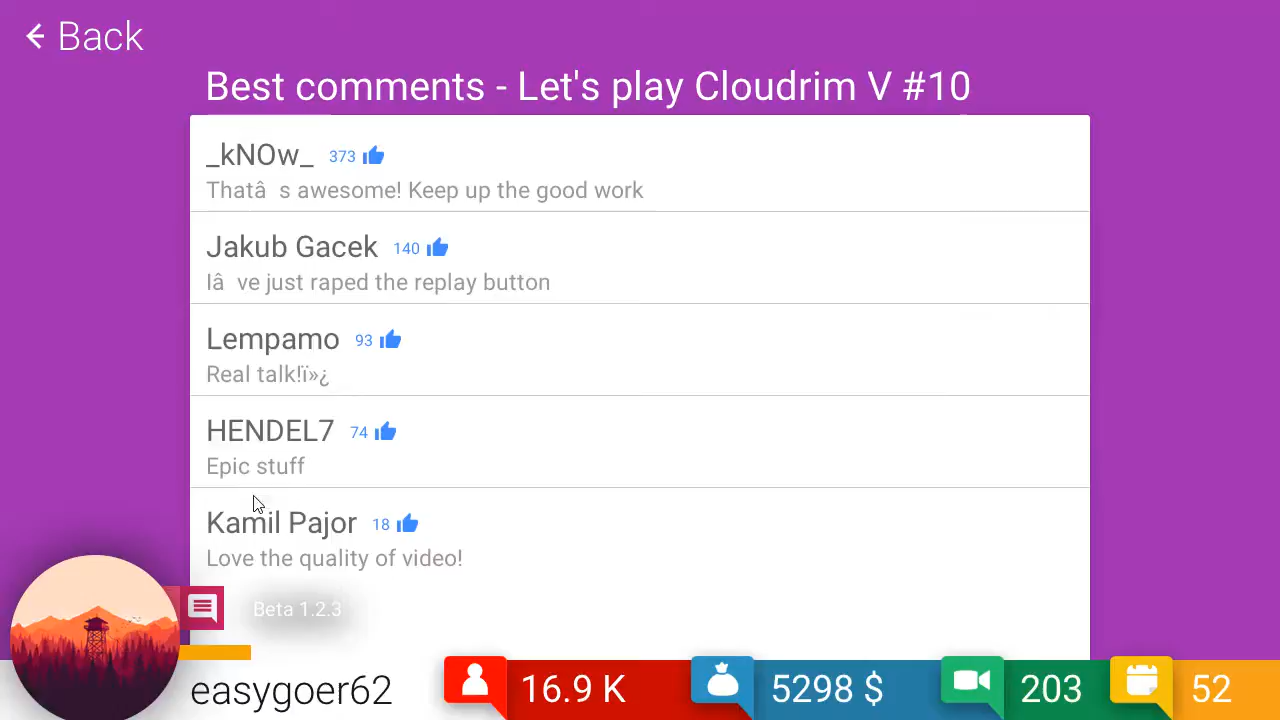 Back
Best comments - Let's play Cloudrim V #10
_kNOw_ 373
Thatâ s awesome! Keep up the good work
Jakub Gacek 140
Iâ ve just raped the replay button
Lempamo 93
Real talk!ï»¿
HENDEL7 74
Epic stuff
Kamil Pajor 18
Love the quality of video!
Beta 1.2.3
easygoer62 16.9 K 5298 $ 203 52